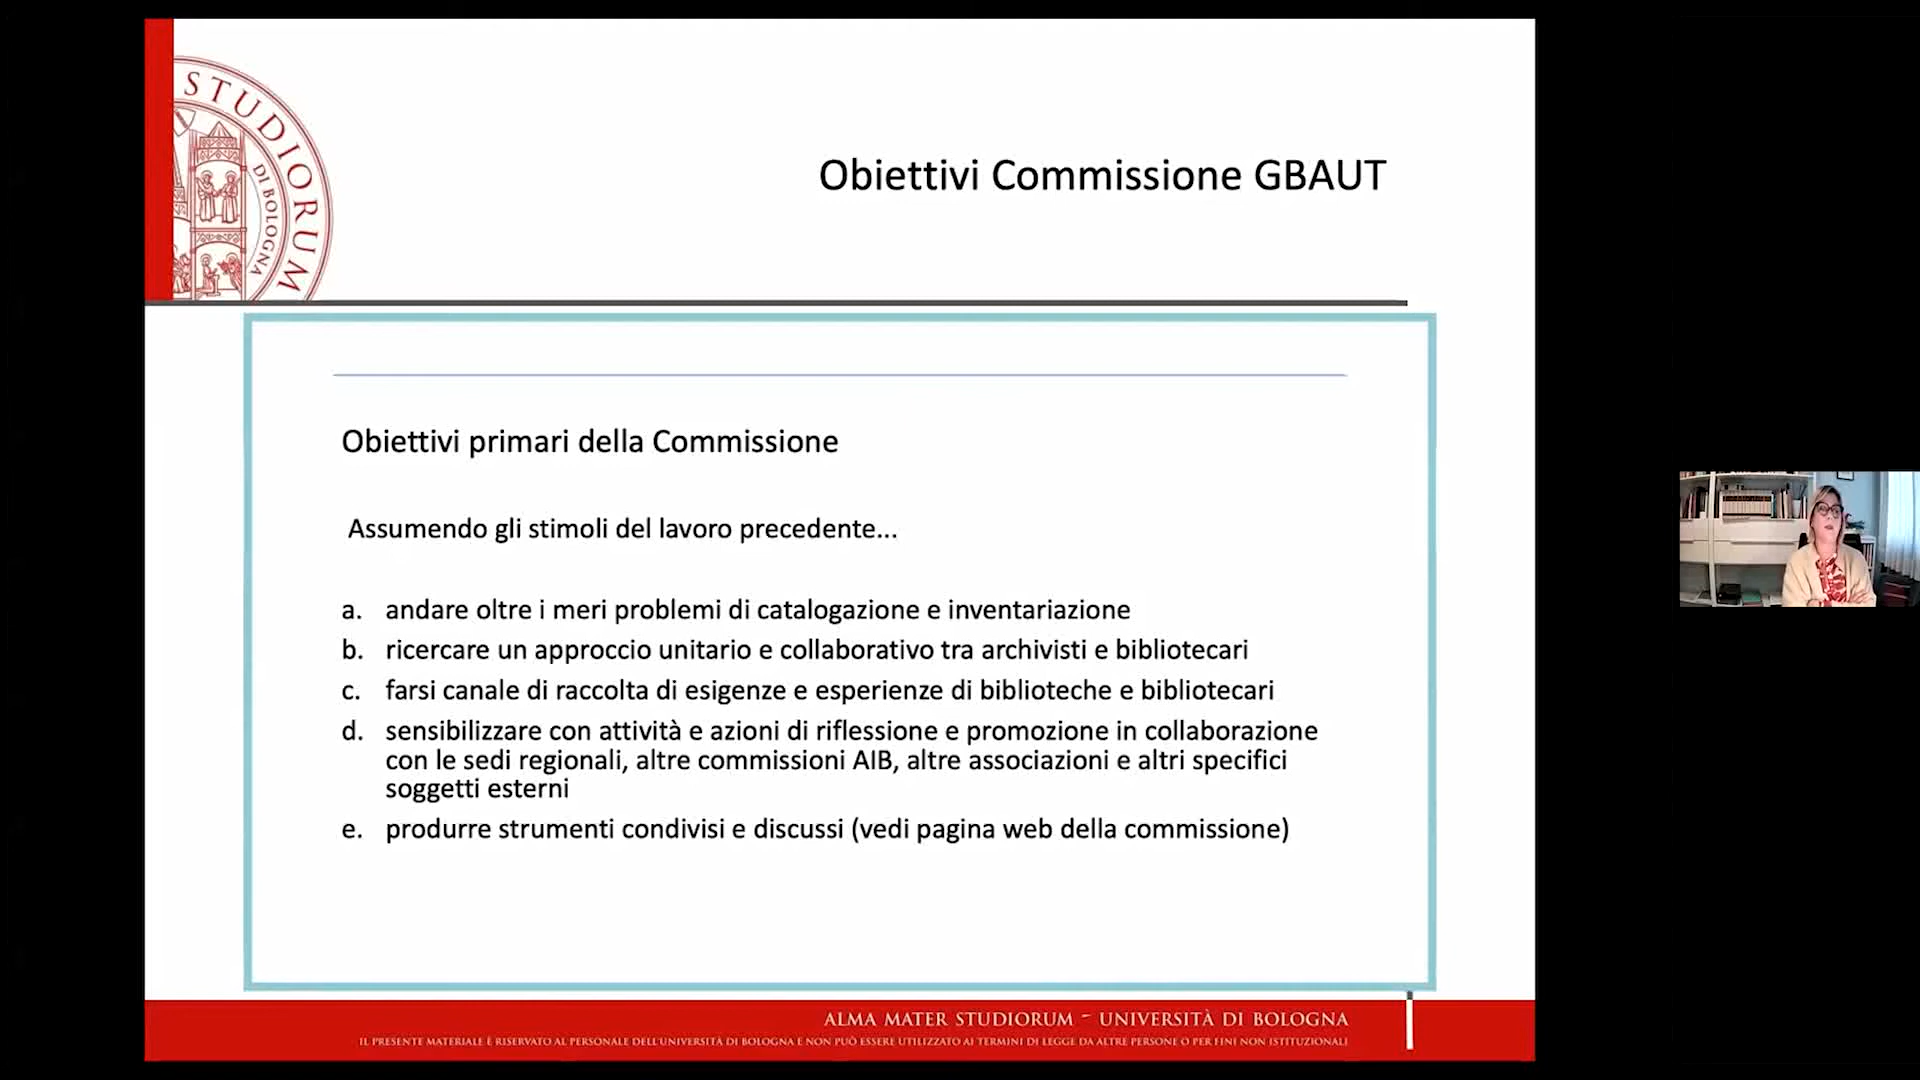 STUDIORUM
DI BOLOGNA
Obiettivi Commissione GBAUT
Obiettivi primari della Commissione
Assumendo gli stimoli del lavoro precedente...
a. andare oltre i meri problemi di catalogazione e inventariazione
b. ricercare un approccio unitario e collaborativo tra archivisti e bibliotecari
c. farsi canale di raccolta di esigenze e esperienze di biblioteche e bibliotecari
d. sensibilizzare con attività e azioni di riflessione e promozione in collaborazione
con le sedi regionali, altre commissioni AIB, altre associazioni e altri specifici
soggetti esterni
e. produrre strumenti condivisi e discussi (vedi pagina web della commissione)
ALMA MATER STUDIORUM - UNIVERSITÀ DI BOLOGNA
IL PRESENTE MATERIALE È RISERVATO AL PERSONALE DELL'UNIVERSITÀ DI BOLOGNA E NON PUÒ ESSERE UTILIZZATO AI TERMINI DI LEGGE DA ALTRE PERSONE O PER FINI NON ISTITUZIONALI